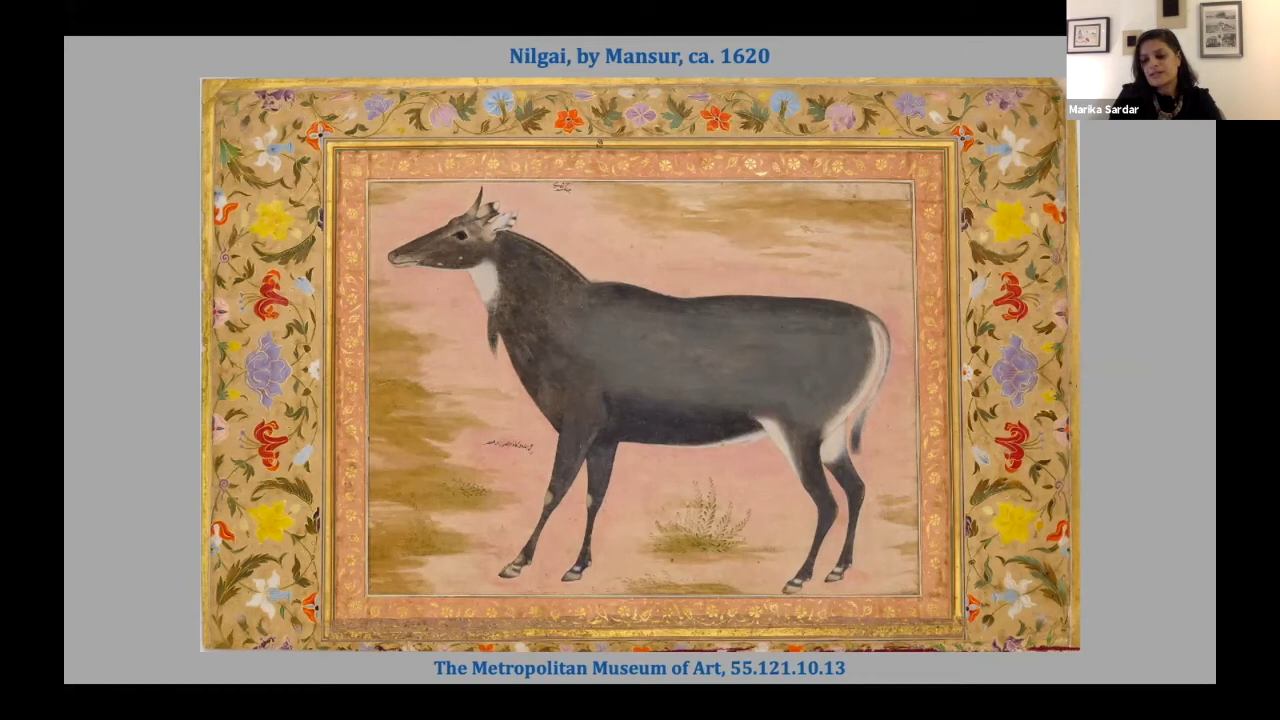 Nilgai, by Mansur, ca. 1620
Marika Sardar
The Metropolitan Museum of Art, 55.121.10.13